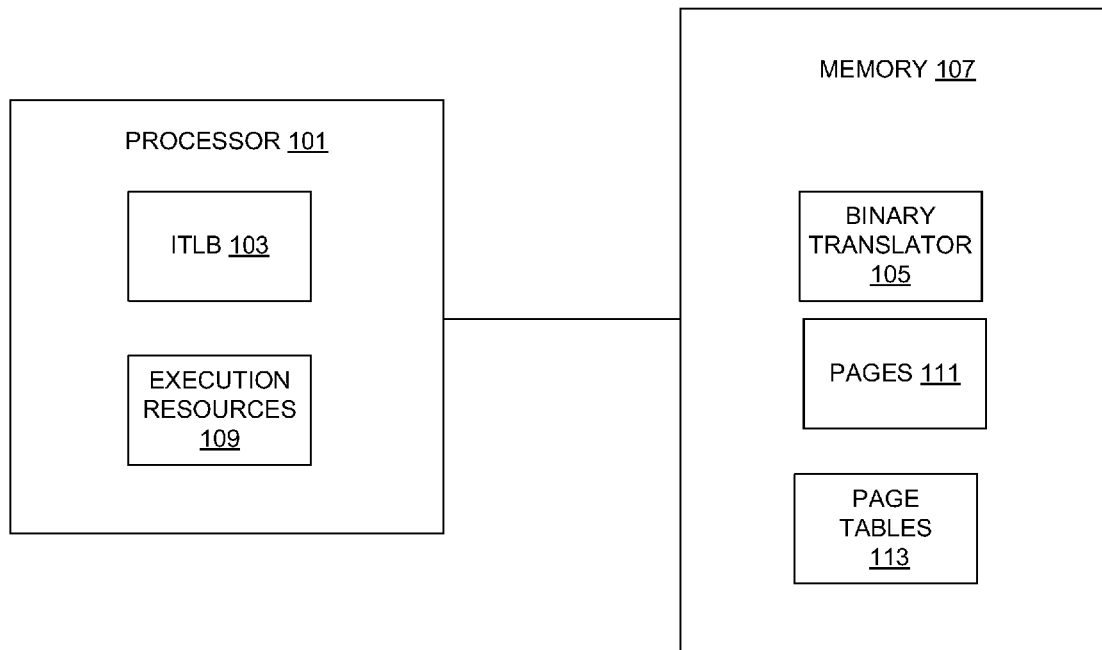 PROCESSOR 101
ITLB 103
EXECUTION
RESOURCES
109
MEMORY 107
BINARY
TRANSLATOR
105
PAGES 111
PAGE
TABLES
113